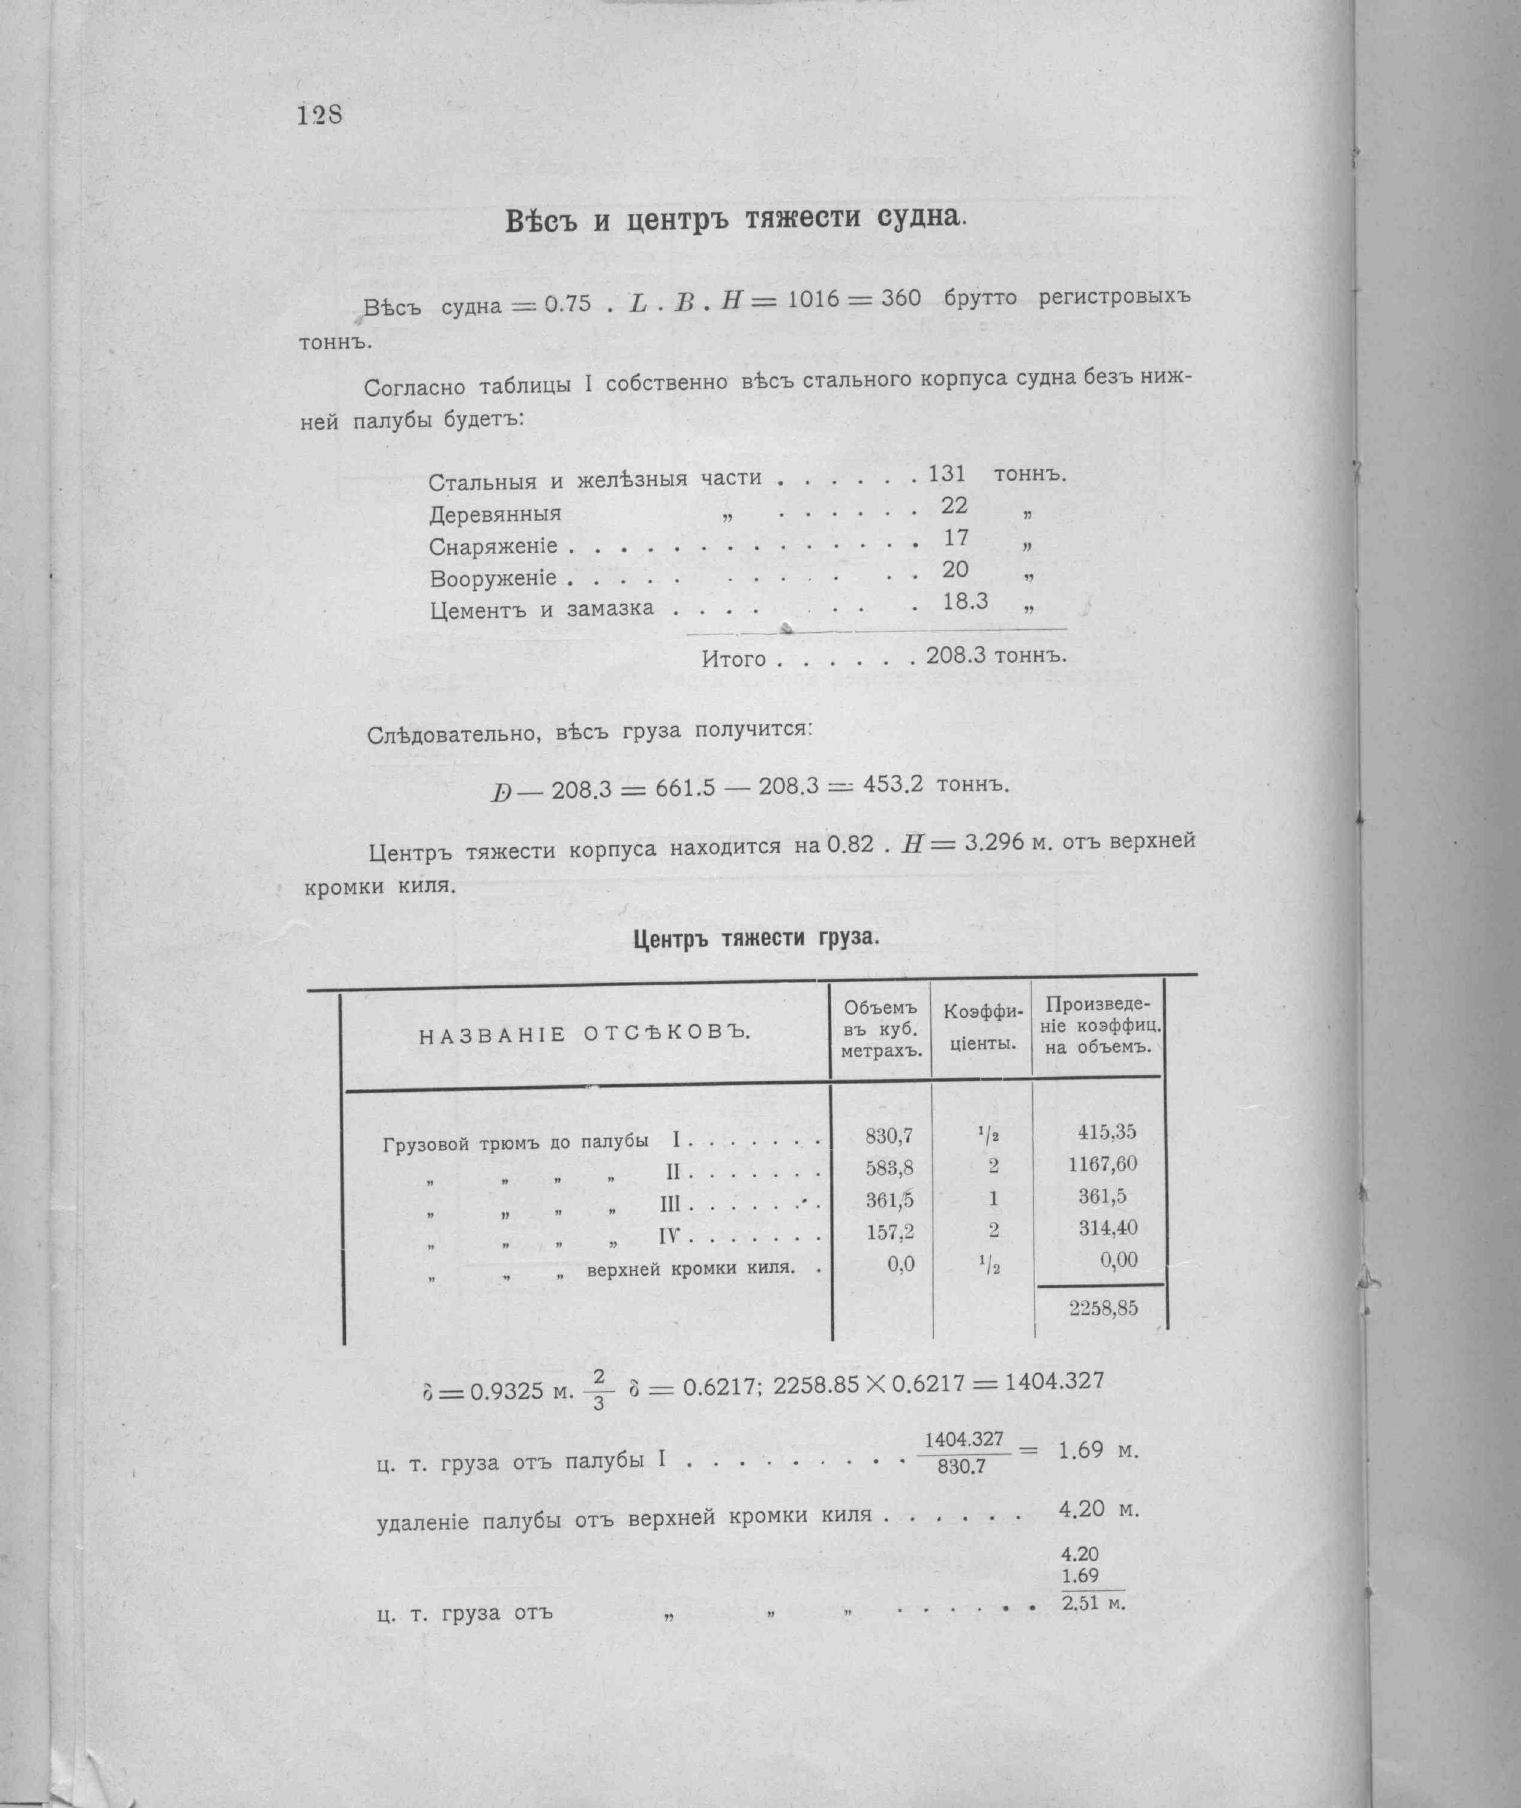 128
Вѣсъ и центръ тяжести судна.
Вѣсъ судна = 0.75 . L . B . H = 1016 = 360 брутто регистровыхъ
тоннъ.
Согласно таблицы I собственно вѣсъ стального корпуса судна безъ ниж-
ней палубы будетъ:
Стальныя и желѣзныя части . . . . . . 131 тоннъ.
Деревянныя „ . . . . . . 22 „
Снаряженіе . . . . . . . . . . . . . . 17 „
Вооруженіе . . . . . . . . . . . . 20 „
Цементъ и замазка . . . . . . . . 18.3 „
Итого . . . . . . 208.3 тоннъ.
Слѣдовательно, вѣсъ груза получится:
D — 208.3 = 661.5 — 208.3 = 453.2 тоннъ.
Центръ тяжести корпуса находится на 0.82 . H = 3.296 м. отъ верхней
кромки киля.
Центръ тяжести груза.
НАЗВАНІЕ ОТСѢКОВЪ.
Объемъ
въ куб.
метрахъ.
Коэффи-
ціенты.
Произведе-
ніе коэффиц.
на объемъ.
Грузовой трюмъ до палубы I . . . . . . . 830,7 1/2 415,35
„ „ „ „ II . . . . . . . 583,8 2 1167,60
„ „ „ „ III . . . . . . . 361,5 1 361,5
„ „ „ „ IV . . . . . . . 157,2 2 314,40
„ „ „ верхней кромки киля. . 0,0 1/2 0,00
2258,85
δ = 0.9325 м. 2/3 δ = 0.6217; 2258.85 × 0.6217 = 1404.327
ц. т. груза отъ палубы I . . . . . . . . . 1404.327/830.7 = 1.69 м.
удаленіе палубы отъ верхней кромки киля . . . . . . 4.20 м.
4.20
1.69
ц. т. груза отъ „ „ „ . . . . . . 2.51 м.